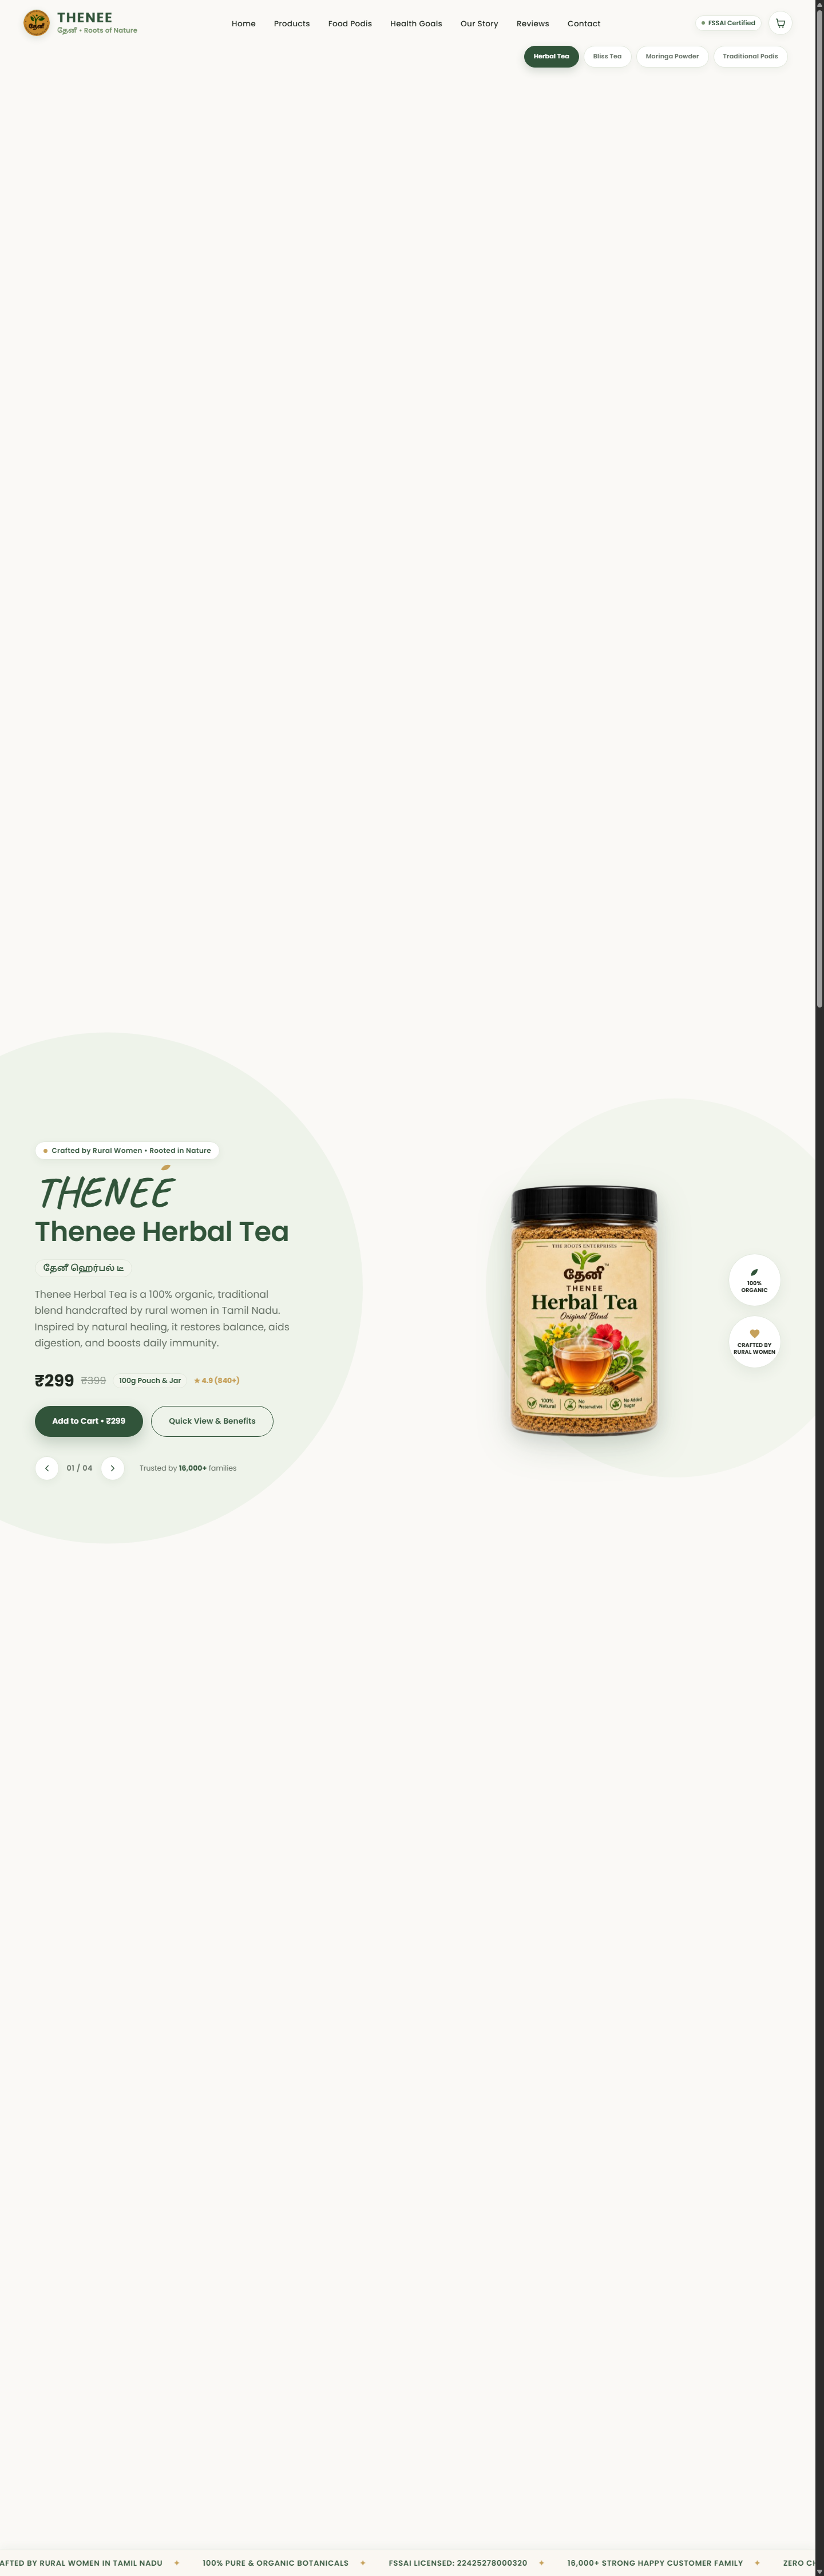 தேனீ
THENEE
தேனீ • Roots of Nature
Home
Products
Food Podis
Health Goals
Our Story
Reviews
Contact
FSSAI Certified
Herbal Tea
Bliss Tea
Moringa Powder
Traditional Podis
Crafted by Rural Women • Rooted in Nature
THENEE
Thenee Herbal Tea
தேனீ ஹெர்பல் டீ
Thenee Herbal Tea is a 100% organic, traditional
blend handcrafted by rural women in Tamil Nadu.
Inspired by natural healing, it restores balance, aids
digestion, and boosts daily immunity.
₹299 ₹399 100g Pouch & Jar ★ 4.9 (840+)
Add to Cart • ₹299
Quick View & Benefits
01 / 04
Trusted by 16,000+ families
THE ROOTS ENTERPRISES
தேனீ
THENEE
Herbal Tea
Original Blend
100%
Natural
No
Preservatives
No Added
Sugar
100%
ORGANIC
CRAFTED BY
RURAL WOMEN
AFTED BY RURAL WOMEN IN TAMIL NADU ✦ 100% PURE & ORGANIC BOTANICALS ✦ FSSAI LICENSED: 22425278000320 ✦ 16,000+ STRONG HAPPY CUSTOMER FAMILY ✦ ZERO CH